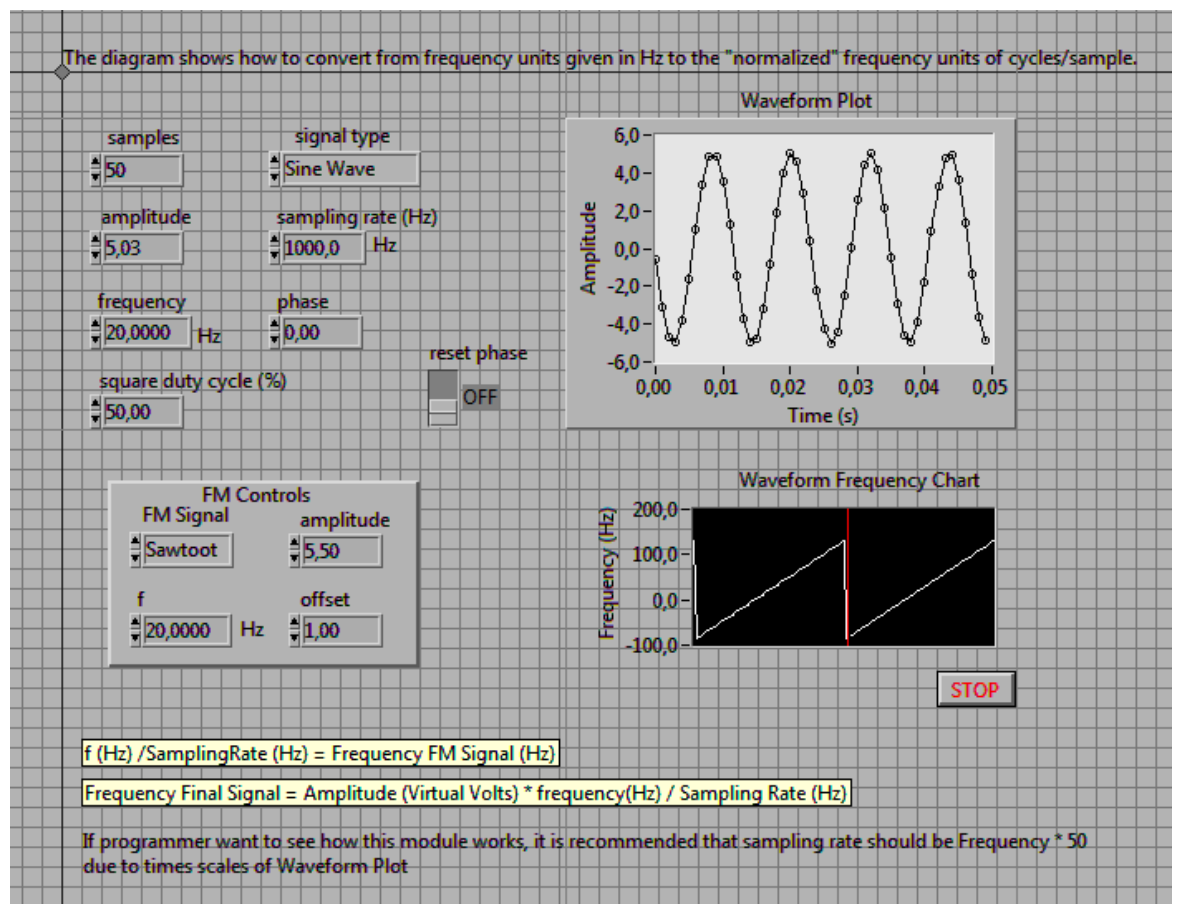 The diagram shows how to convert from frequency units given in Hz to the "normalized" frequency units of cycles/sample.
samples
50
signal type
Sine Wave
amplitude
5,03
sampling rate (Hz)
1000,0 Hz
frequency
20,0000 Hz
phase
0,00
square duty cycle (%)
50,00
reset phase
OFF
Waveform Plot
Amplitude
6,0
4,0
2,0
0,0
-2,0
-4,0
-6,0
0,00 0,01 0,02 0,03 0,04 0,05
Time (s)
FM Controls
FM Signal
Sawtoot
amplitude
5,50
f
20,0000 Hz
offset
1,00
Waveform Frequency Chart
Frequency (Hz)
200,0
100,0
0,0
-100,0
STOP
f (Hz) /SamplingRate (Hz) = Frequency FM Signal (Hz)
Frequency Final Signal = Amplitude (Virtual Volts) * frequency(Hz) / Sampling Rate (Hz)
If programmer want to see how this module works, it is recommended that sampling rate should be Frequency * 50
due to times scales of Waveform Plot